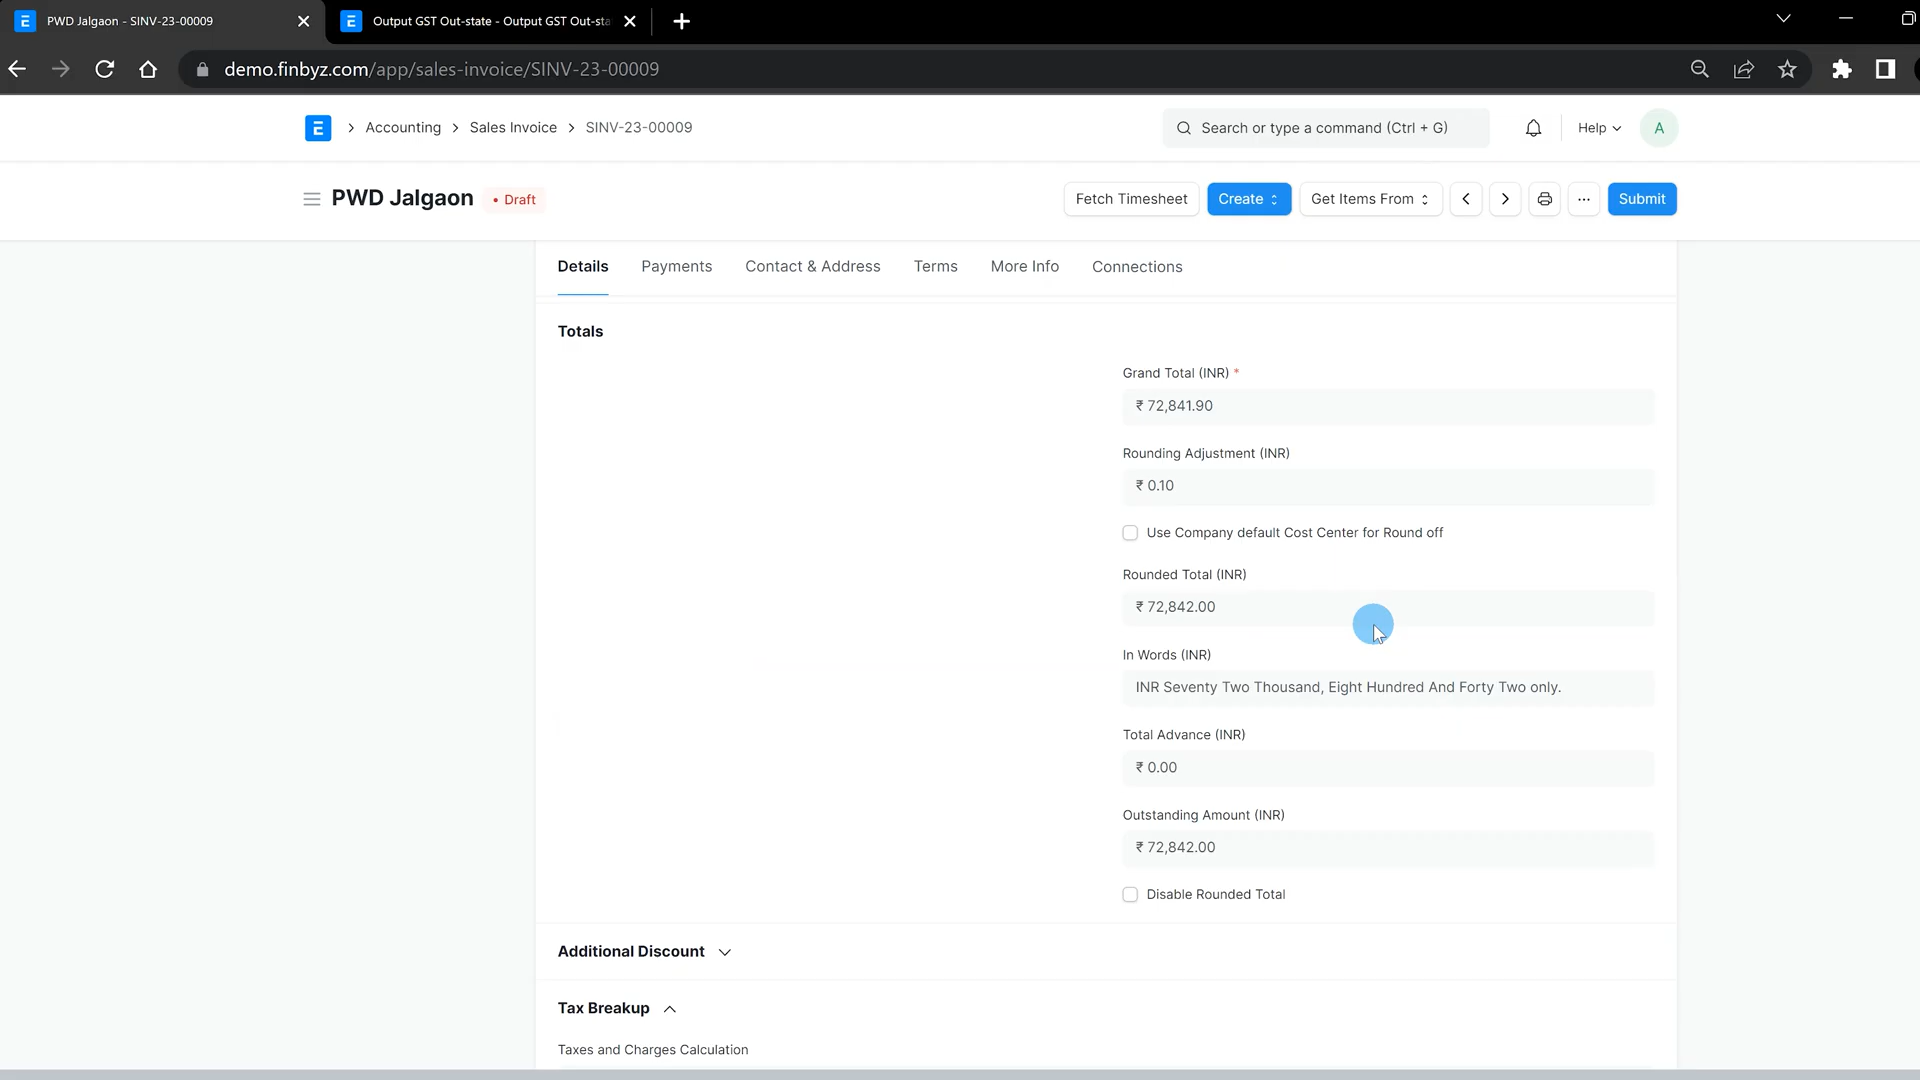 E PWD Jalgaon - SINV-23-00009
E Output GST Out-state - Output GST Out-sta
demo.finbyz.com/app/sales-invoice/SINV-23-00009
E > Accounting > Sales Invoice > SINV-23-00009
Search or type a command (Ctrl + G)
Help
A
PWD Jalgaon
• Draft
Fetch Timesheet
Create
Get Items From
...
Submit
Details
Payments
Contact & Address
Terms
More Info
Connections
Totals
Grand Total (INR) *
₹ 72,841.90
Rounding Adjustment (INR)
₹ 0.10
Use Company default Cost Center for Round off
Rounded Total (INR)
₹ 72,842.00
In Words (INR)
INR Seventy Two Thousand, Eight Hundred And Forty Two only.
Total Advance (INR)
₹ 0.00
Outstanding Amount (INR)
₹ 72,842.00
Disable Rounded Total
Additional Discount
Tax Breakup
Taxes and Charges Calculation